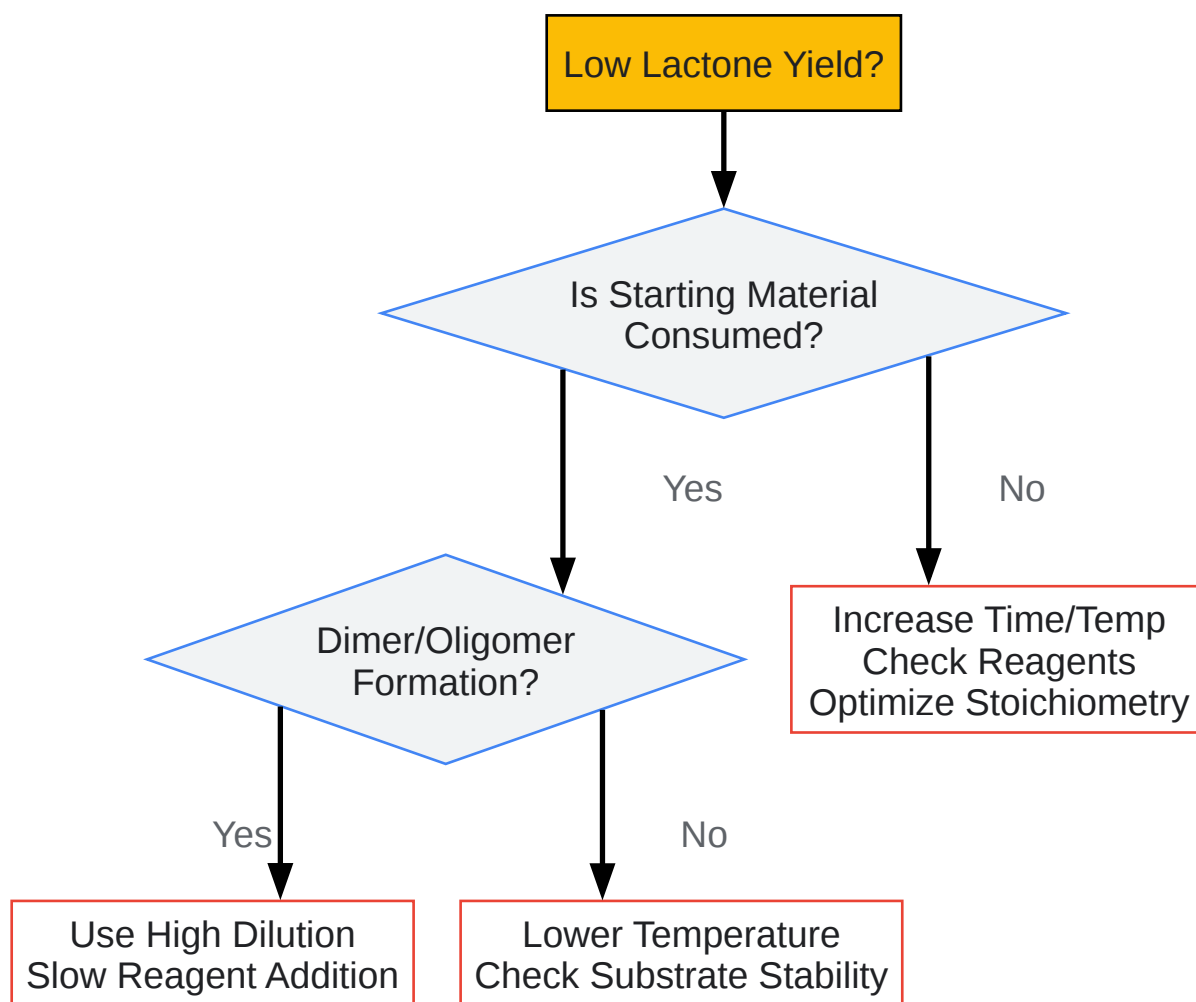 Low Lactone Yield?
Is Starting Material
Consumed?
Yes
No
Dimer/Oligomer
Formation?
Increase Time/Temp
Check Reagents
Optimize Stoichiometry
Yes
No
Use High Dilution
Slow Reagent Addition
Lower Temperature
Check Substrate Stability